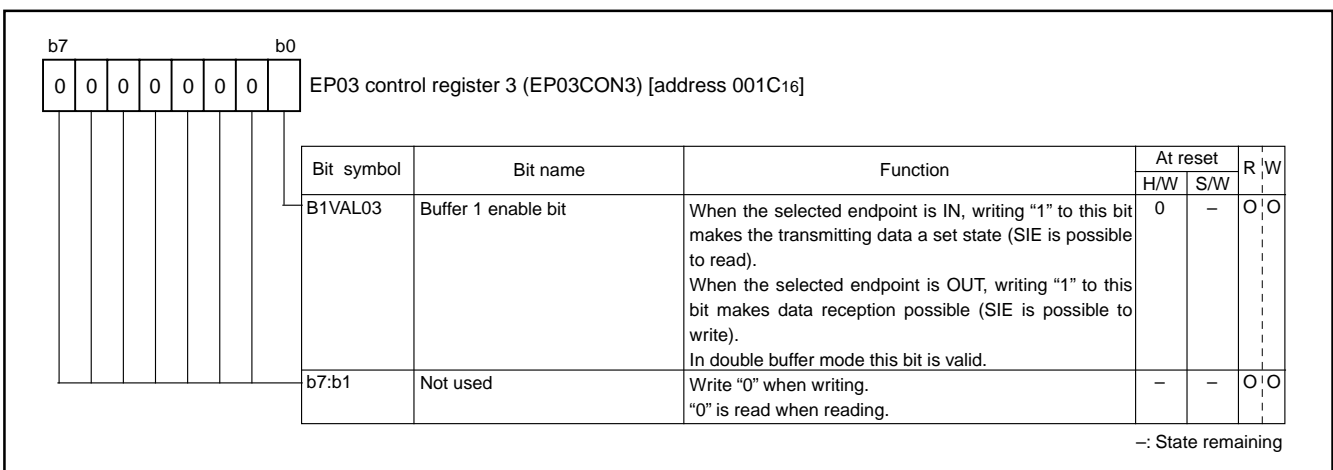 b7 b0
0 0 0 0 0 0 0 EP03 control register 3 (EP03CON3) [address 001C16]
Bit symbol Bit name Function At reset R W
H/W S/W
B1VAL03 Buffer 1 enable bit When the selected endpoint is IN, writing “1” to this bit 0 – O O
makes the transmitting data a set state (SIE is possible
to read).
When the selected endpoint is OUT, writing “1” to this
bit makes data reception possible (SIE is possible to
write).
In double buffer mode this bit is valid.
b7:b1 Not used Write “0” when writing. – – O O
“0” is read when reading.
–: State remaining